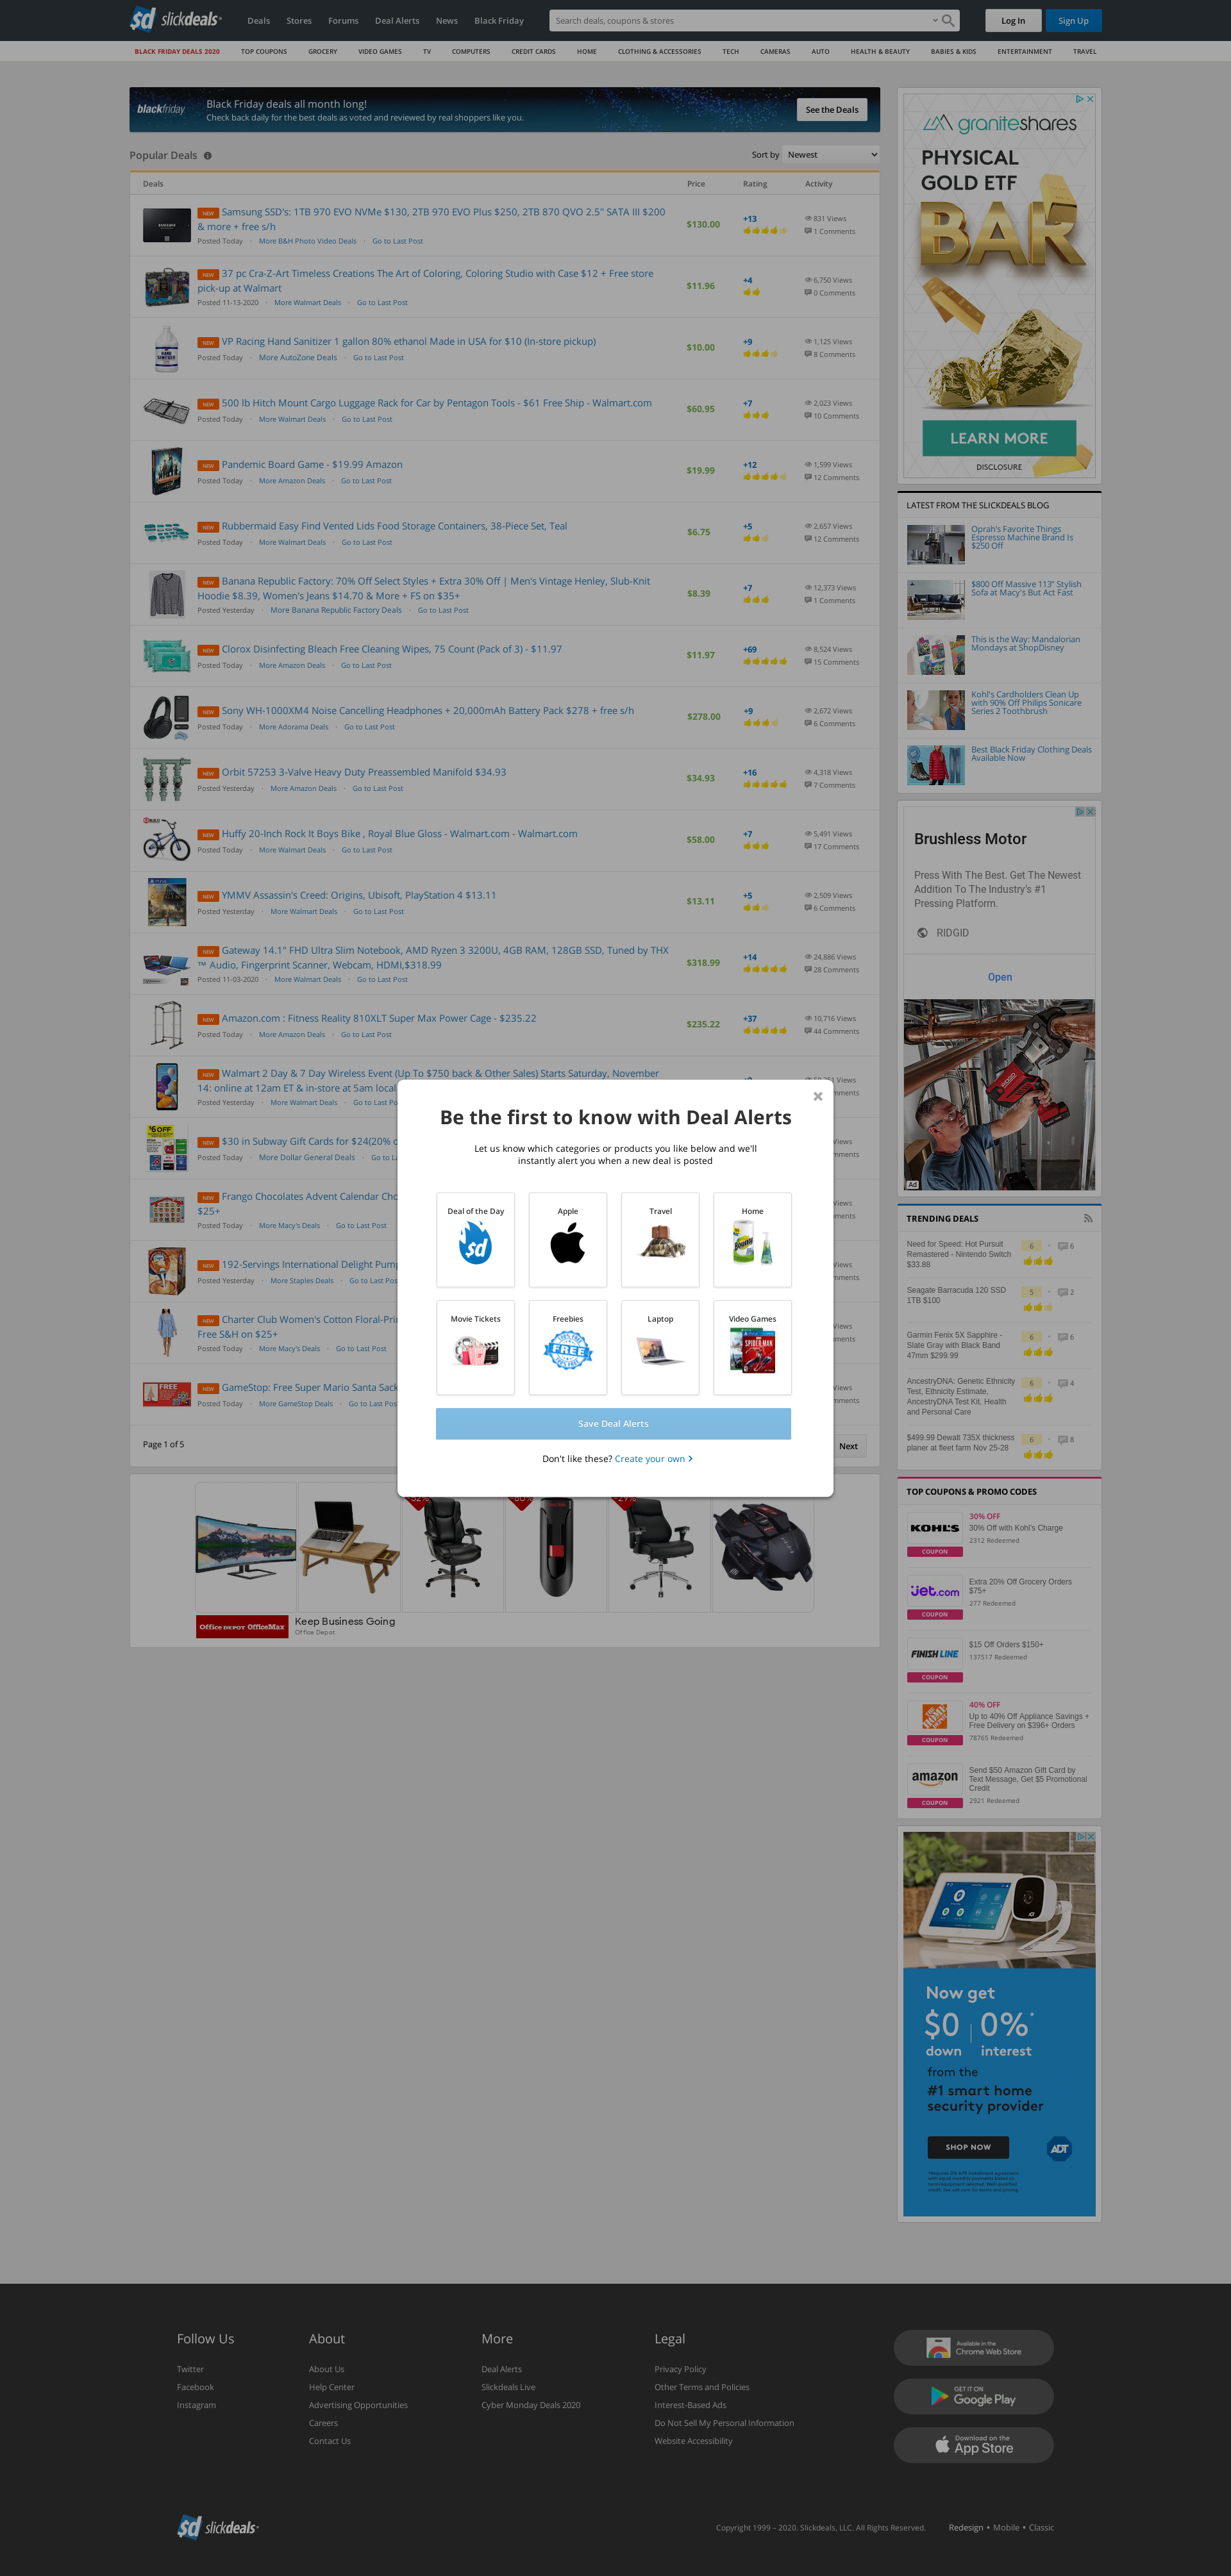 sd slickdeals
Deals Stores Forums Deal Alerts News Black Friday
Search deals, coupons & stores
Log In
Sign Up
BLACK FRIDAY DEALS 2020 TOP COUPONS GROCERY VIDEO GAMES TV COMPUTERS CREDIT CARDS HOME CLOTHING & ACCESSORIES TECH CAMERAS AUTO HEALTH & BEAUTY BABIES & KIDS ENTERTAINMENT TRAVEL
blackfriday
Black Friday deals all month long!
Check back daily for the best deals as voted and reviewed by real shoppers like you.
See the Deals
Popular Deals
Sort by Newest
Deals Price Rating Activity
NEW Samsung SSD's: 1TB 970 EVO NVMe $130, 2TB 970 EVO Plus $250, 2TB 870 QVO 2.5" SATA III $200
& more + free s/h
Posted Today · More B&H Photo Video Deals · Go to Last Post
$130.00
+13
831 Views
1 Comments
NEW 37 pc Cra-Z-Art Timeless Creations The Art of Coloring, Coloring Studio with Case $12 + Free store
pick-up at Walmart
Posted 11-13-2020 · More Walmart Deals · Go to Last Post
$11.96
+4
6,750 Views
0 Comments
NEW VP Racing Hand Sanitizer 1 gallon 80% ethanol Made in USA for $10 (In-store pickup)
Posted Today · More AutoZone Deals · Go to Last Post
$10.00
+9
1,125 Views
8 Comments
NEW 500 lb Hitch Mount Cargo Luggage Rack for Car by Pentagon Tools - $61 Free Ship - Walmart.com
Posted Today · More Walmart Deals · Go to Last Post
$60.95
+7
2,023 Views
10 Comments
NEW Pandemic Board Game - $19.99 Amazon
Posted Today · More Amazon Deals · Go to Last Post
$19.99
+12
1,599 Views
12 Comments
NEW Rubbermaid Easy Find Vented Lids Food Storage Containers, 38-Piece Set, Teal
Posted Today · More Walmart Deals · Go to Last Post
$6.75
+5
2,657 Views
12 Comments
NEW Banana Republic Factory: 70% Off Select Styles + Extra 30% Off | Men's Vintage Henley, Slub-Knit
Hoodie $8.39, Women's Jeans $14.70 & More + FS on $35+
Posted Yesterday · More Banana Republic Factory Deals · Go to Last Post
$8.39
+7
12,373 Views
1 Comments
NEW Clorox Disinfecting Bleach Free Cleaning Wipes, 75 Count (Pack of 3) - $11.97
Posted Today · More Amazon Deals · Go to Last Post
$11.97
+69
8,524 Views
15 Comments
NEW Sony WH-1000XM4 Noise Cancelling Headphones + 20,000mAh Battery Pack $278 + free s/h
Posted Today · More Adorama Deals · Go to Last Post
$278.00
+9
2,672 Views
6 Comments
NEW Orbit 57253 3-Valve Heavy Duty Preassembled Manifold $34.93
Posted Yesterday · More Amazon Deals · Go to Last Post
$34.93
+16
4,318 Views
7 Comments
NEW Huffy 20-Inch Rock It Boys Bike , Royal Blue Gloss - Walmart.com - Walmart.com
Posted Today · More Walmart Deals · Go to Last Post
$58.00
+7
5,491 Views
17 Comments
NEW YMMV Assassin's Creed: Origins, Ubisoft, PlayStation 4 $13.11
Posted Yesterday · More Walmart Deals · Go to Last Post
$13.11
+5
2,509 Views
6 Comments
NEW Gateway 14.1" FHD Ultra Slim Notebook, AMD Ryzen 3 3200U, 4GB RAM, 128GB SSD, Tuned by THX
™ Audio, Fingerprint Scanner, Webcam, HDMI,$318.99
Posted 11-03-2020 · More Walmart Deals · Go to Last Post
$318.99
+14
24,886 Views
28 Comments
NEW Amazon.com : Fitness Reality 810XLT Super Max Power Cage - $235.22
Posted Today · More Amazon Deals · Go to Last Post
$235.22
+37
10,716 Views
44 Comments
NEW Walmart 2 Day & 7 Day Wireless Event (Up To $750 back & Other Sales) Starts Saturday, November
14: online at 12am ET & in-store at 5am local
Posted Yesterday · More Walmart Deals · Go to Last Po
Views
NEW $30 in Subway Gift Cards for $24(20%
Posted Today · More Dollar General Deals · Go to La
NEW Frango Chocolates Advent Calendar Cho
$25+
Posted Today · More Macy's Deals · Go to Last Post
NEW 192-Servings International Delight Pump
Posted Yesterday · More Staples Deals · Go to Last Pos
NEW Charter Club Women's Cotton Floral-Prin
Free S&H on $25+
Posted Today · More Macy's Deals · Go to Last Post
NEW GameStop: Free Super Mario Santa Sack
Posted Today · More GameStop Deals · Go to Last Pos
Page 1 of 5
Next
Be the first to know with Deal Alerts
Let us know which categories or products you like below and we'll
instantly alert you when a new deal is posted
Deal of the Day Apple Travel Home
Movie Tickets Freebies Laptop Video Games
FREE
Save Deal Alerts
Don't like these? Create your own
Office DEPOT OfficeMax
Keep Business Going
Office Depot
graniteshares
PHYSICAL
GOLD ETF
BAR
LEARN MORE
DISCLOSURE
LATEST FROM THE SLICKDEALS BLOG
Oprah's Favorite Things
Espresso Machine Brand Is
$250 Off
$800 Off Massive 113" Stylish
Sofa at Macy's But Act Fast
This is the Way: Mandalorian
Mondays at ShopDisney
Kohl's Cardholders Clean Up
with 90% Off Philips Sonicare
Series 2 Toothbrush
Best Black Friday Clothing Deals
Available Now
Brushless Motor
Press With The Best. Get The Newest
Addition To The Industry's #1
Pressing Platform.
RIDGID
Open
Ad
TRENDING DEALS
Need for Speed: Hot Pursuit
Remastered - Nintendo Switch
$33.88
6 · 6
Seagate Barracuda 120 SSD
1TB $100
5 · 2
Garmin Fenix 5X Sapphire -
Slate Gray with Black Band
47mm $299.99
6 · 6
AncestryDNA: Genetic Ethnicity
Test, Ethnicity Estimate,
AncestryDNA Test Kit, Health
and Personal Care
6 · 4
$499.99 Dewalt 735X thickness
planer at fleet farm Nov 25-28
6 · 8
TOP COUPONS & PROMO CODES
KOHL'S
COUPON
30% OFF
30% Off with Kohl's Charge
2312 Redeemed
jet.com
COUPON
Extra 20% Off Grocery Orders
$75+
277 Redeemed
FINISH LINE
COUPON
$15 Off Orders $150+
137517 Redeemed
THE HOME DEPOT
COUPON
40% OFF
Up to 40% Off Appliance Savings +
Free Delivery on $396+ Orders
78765 Redeemed
amazon
COUPON
Send $50 Amazon Gift Card by
Text Message, Get $5 Promotional
Credit
2921 Redeemed
Now get
$0 | 0%*
down interest
from the
#1 smart home
security provider
SHOP NOW
ADT
Follow Us
Twitter
Facebook
Instagram
About
About Us
Help Center
Advertising Opportunities
Careers
Contact Us
More
Deal Alerts
Slickdeals Live
Cyber Monday Deals 2020
Legal
Privacy Policy
Other Terms and Policies
Interest-Based Ads
Do Not Sell My Personal Information
Website Accessibility
Available in the
Chrome Web Store
GET IT ON
Google Play
Download on the
App Store
sd slickdeals
Copyright 1999 – 2020. Slickdeals, LLC. All Rights Reserved.
Redesign • Mobile • Classic